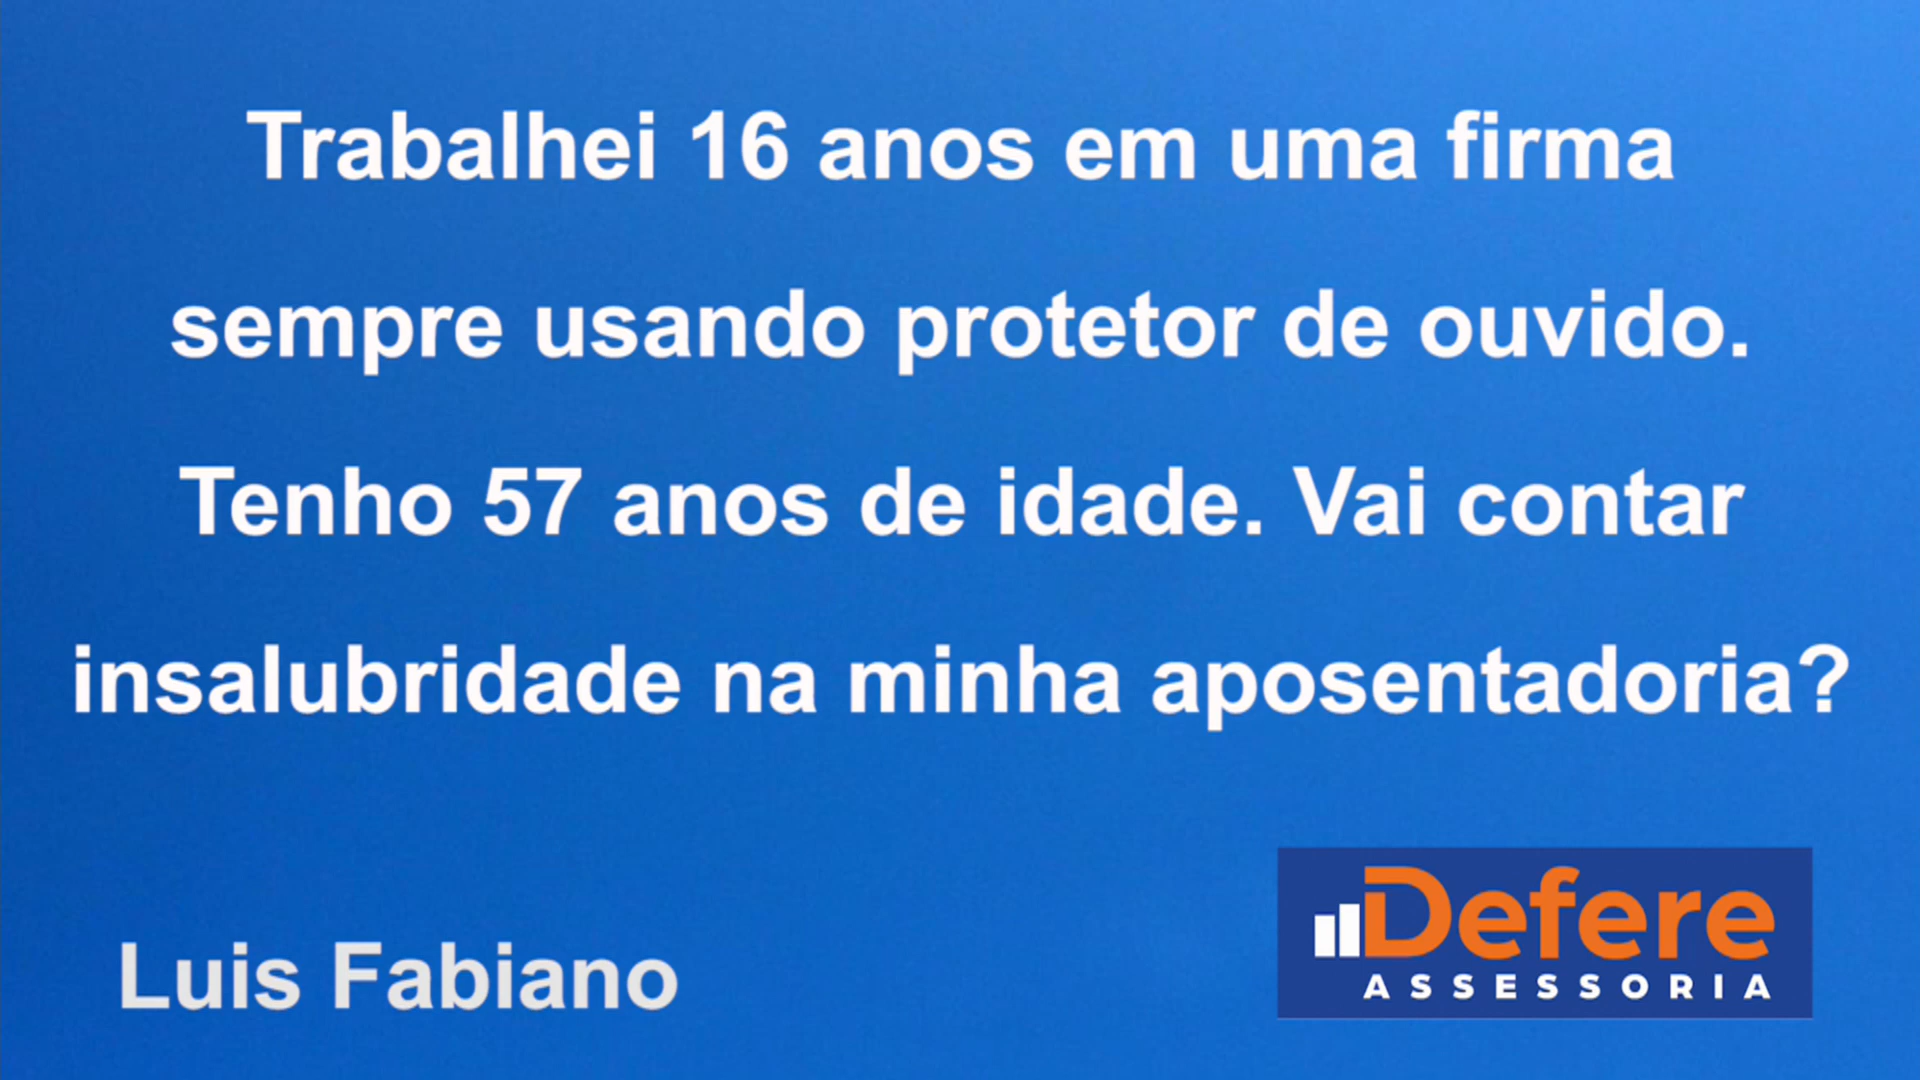 Trabalhei 16 anos em uma firma
sempre usando protetor de ouvido.
Tenho 57 anos de idade. Vai contar
insalubridade na minha aposentadoria?
Luis Fabiano
Defere
ASSESSORIA